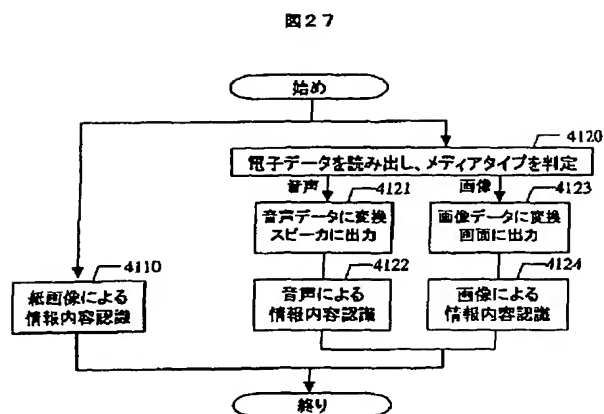 図27
始め
4120
電子データを読み出し、メディアタイプを判定
音声
4121
画像
4123
音声データに変換
スピーカに出力
画像データに変換
画面に出力
4110
紙画像による
情報内容認識
4122
音声による
情報内容認識
4124
画像による
情報内容認識
終り